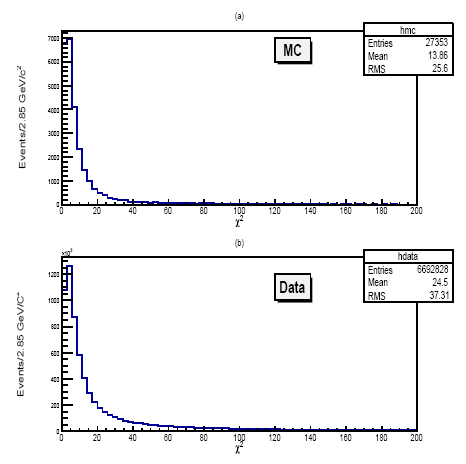 (a)
hmc
Entries 27353
Mean 13.86
RMS 25.6
MC
Events/2.85 GeV/c²
7000
6000
5000
4000
3000
2000
1000
0
0 20 40 60 80 100 120 140 160 180 200
χ²
(b)
×10³
hdata
Entries 6692828
Mean 24.5
RMS 37.31
Data
Events/2.85 GeV/C²
1200
1000
800
600
400
200
0
0 20 40 60 80 100 120 140 160 180 200
χ²